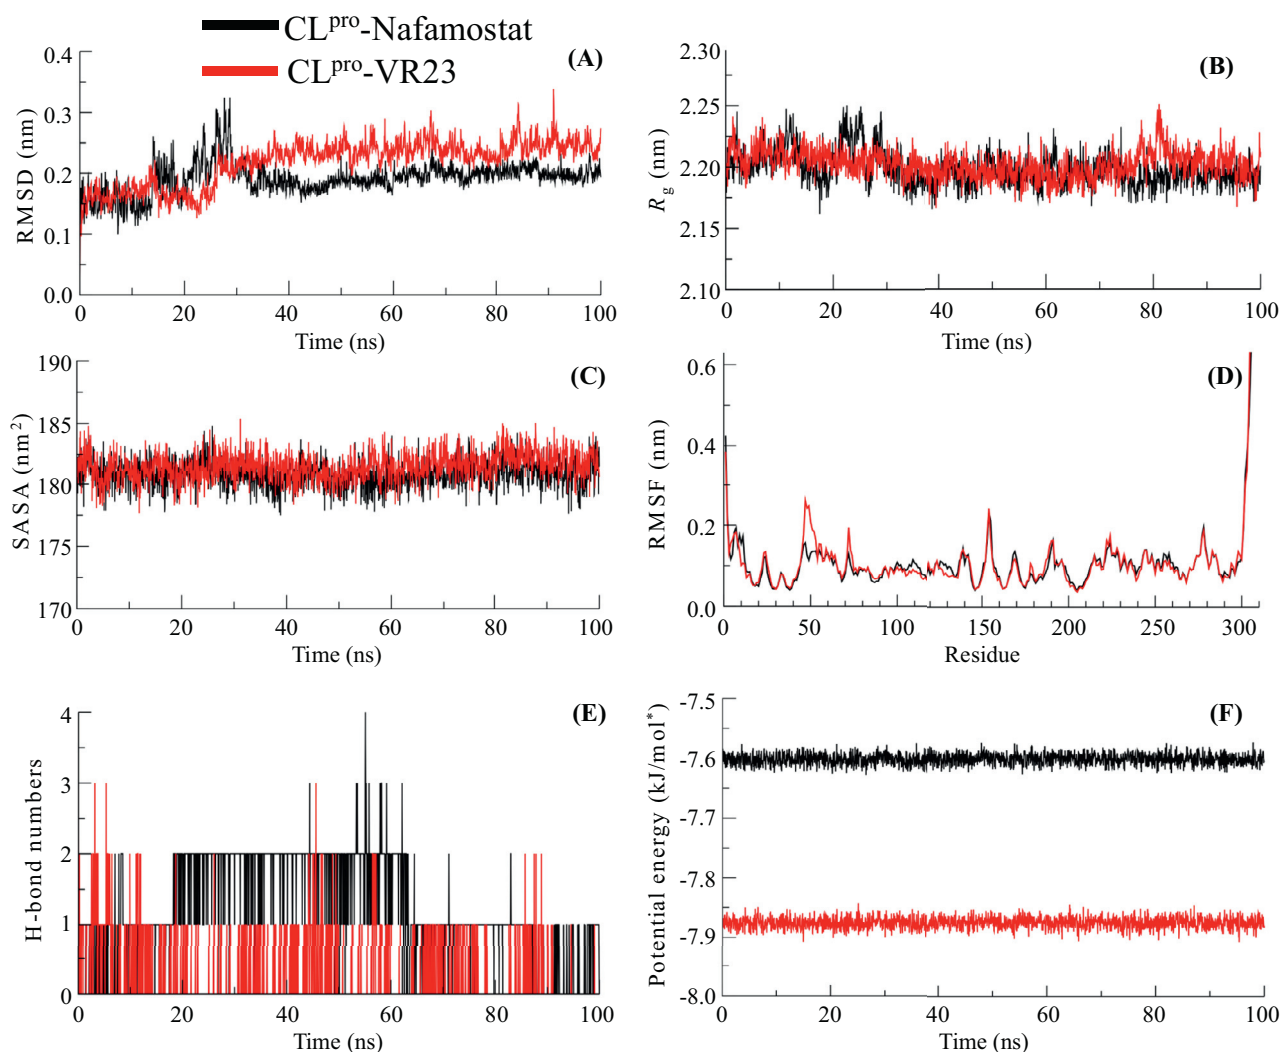 CLpro-Nafamostat
CLpro-VR23
(A)
0.4
0.3
0.2
0.1
0.0
RMSD (nm)
0 20 40 60 80 100
Time (ns)
(B)
2.30
2.25
2.20
2.15
2.10
Rg (nm)
0 20 40 60 80 100
Time (ns)
(C)
190
185
180
175
170
SASA (nm2)
0 20 40 60 80 100
Time (ns)
(D)
0.6
0.4
0.2
0.0
RMSF (nm)
0 50 100 150 200 250 300
Residue
(E)
4
3
2
1
0
H-bond numbers
0 20 40 60 80 100
Time (ns)
(F)
-7.5
-7.6
-7.7
-7.8
-7.9
-8.0
Potential energy (kJ/mol*)
0 20 40 60 80 100
Time (ns)